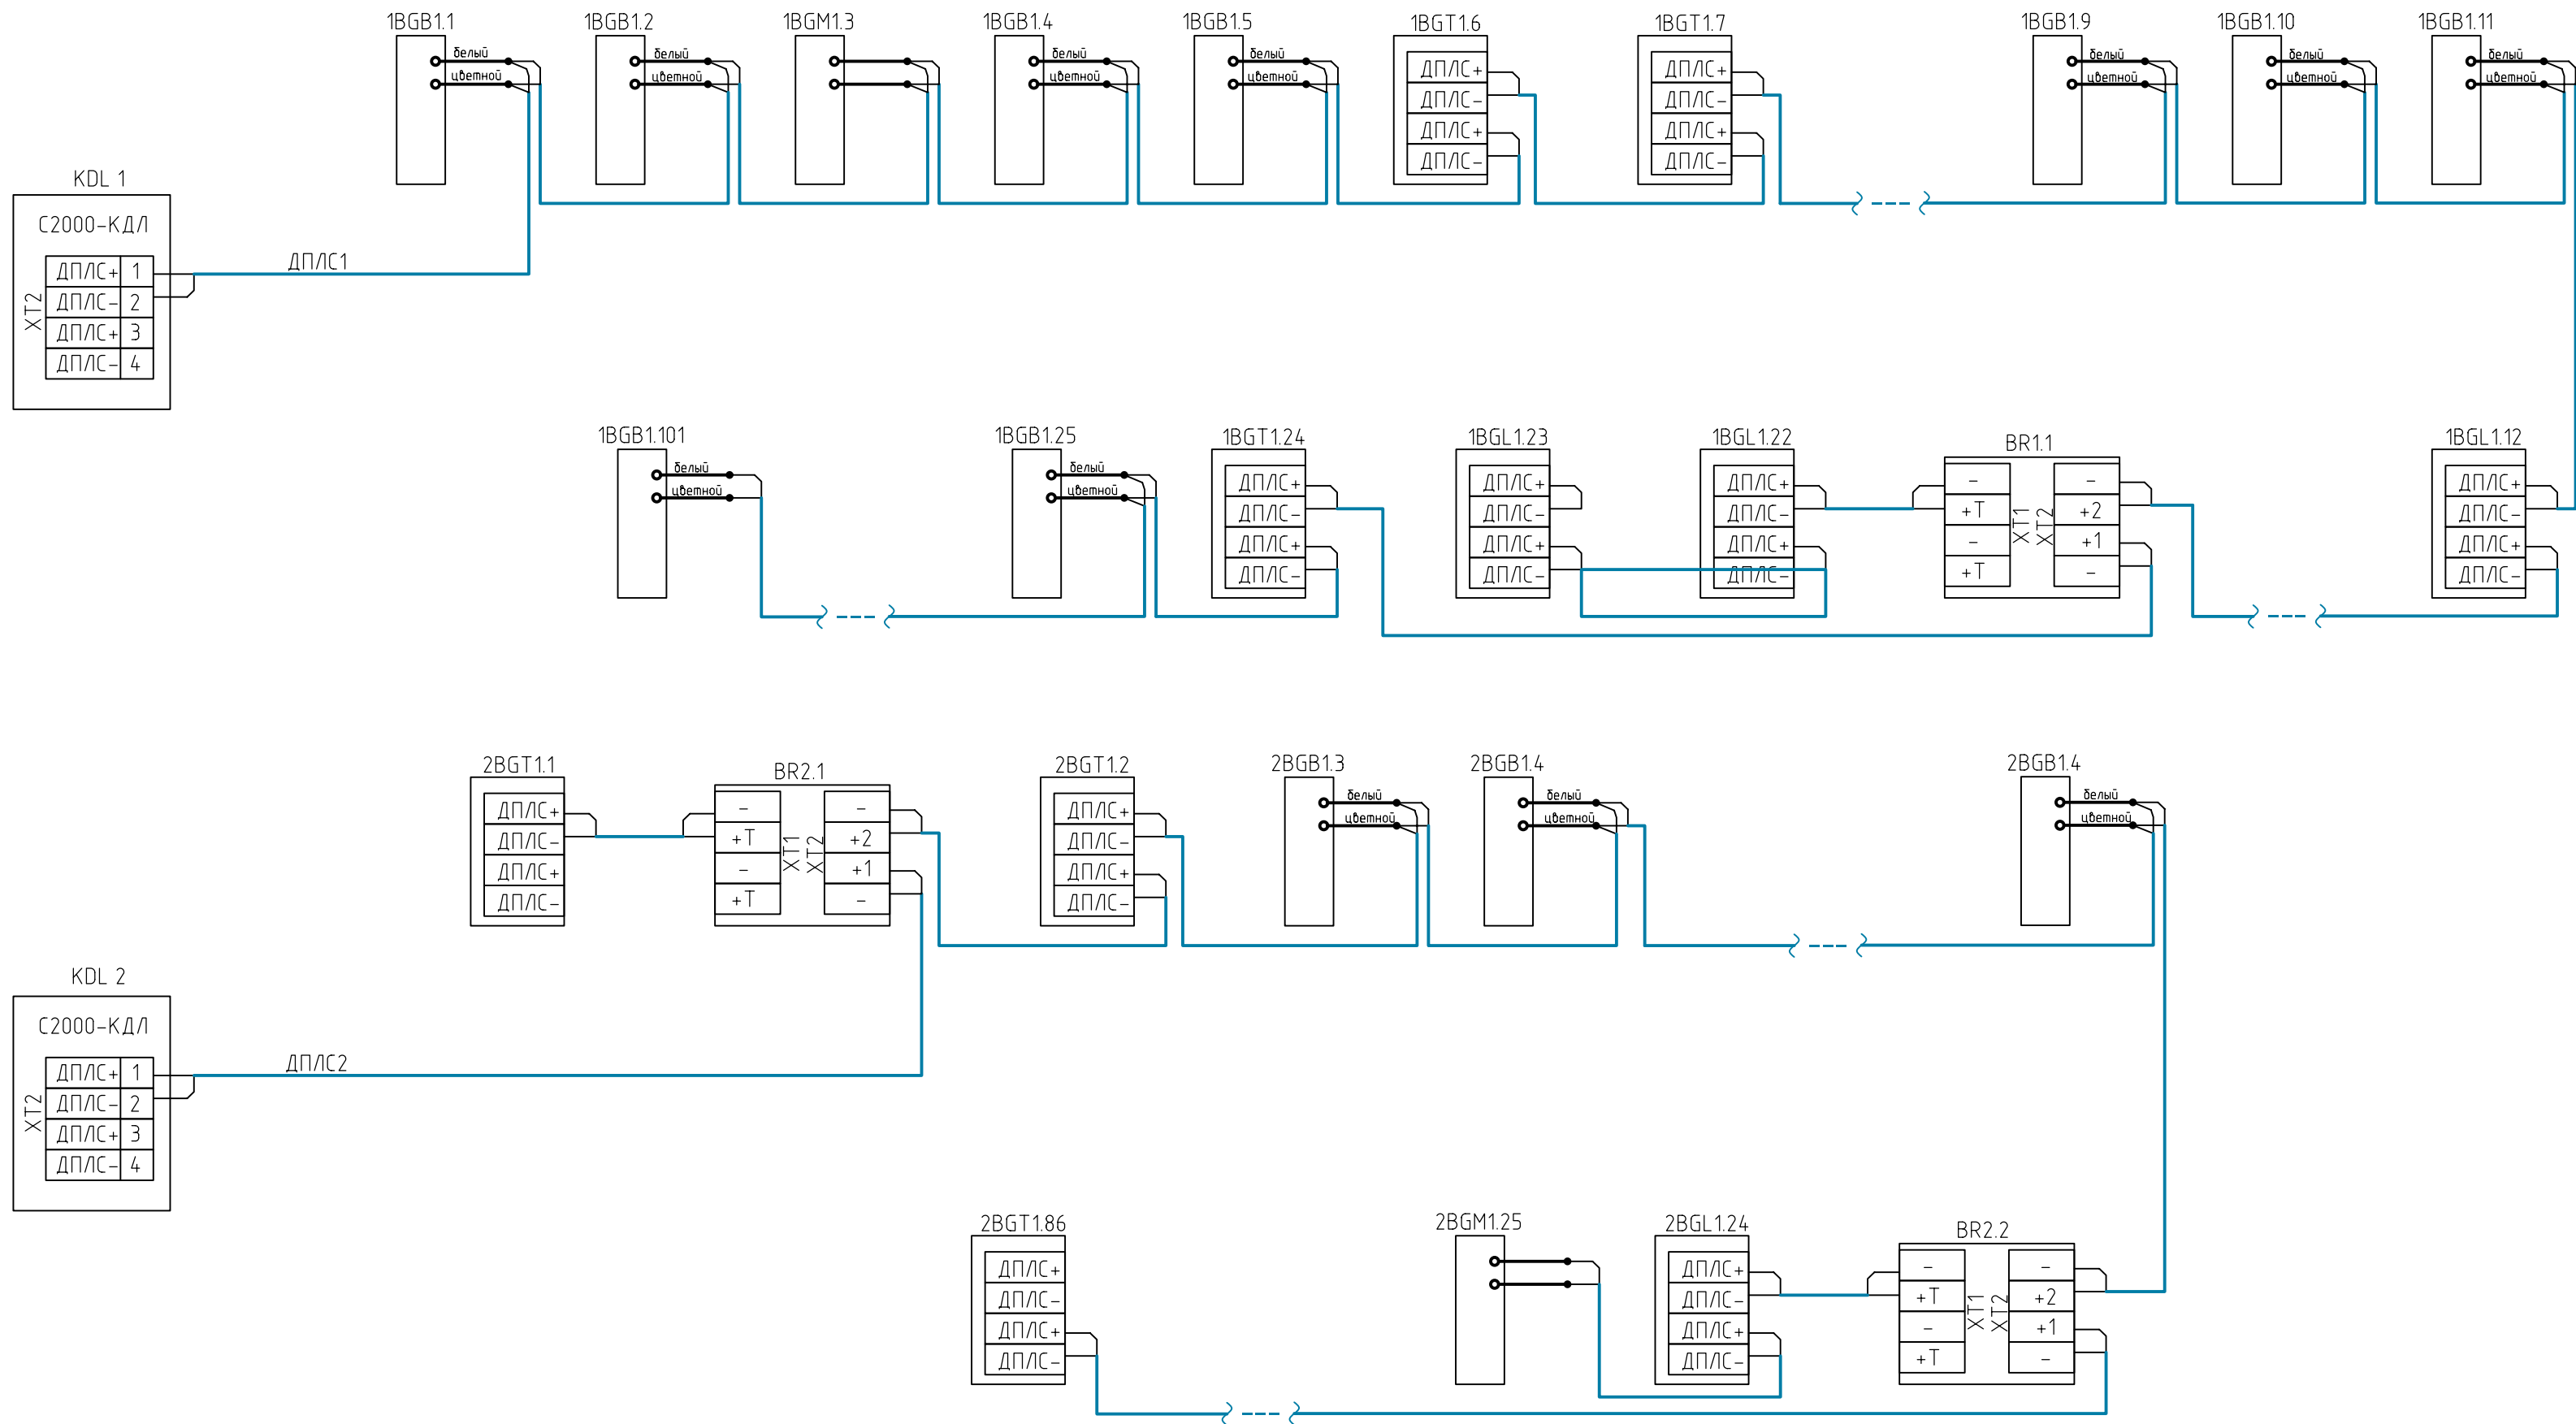 1BGB1.1
белый
цветной
1BGB1.2
белый
цветной
1BGM1.3
1BGB1.4
белый
цветной
1BGB1.5
белый
цветной
1BGT1.6
ДПЛС+
ДПЛС-
ДПЛС+
ДПЛС-
1BGT1.7
ДПЛС+
ДПЛС-
ДПЛС+
ДПЛС-
1BGB1.9
белый
цветной
1BGB1.10
белый
цветной
1BGB1.11
белый
цветной
KDL 1
С2000-КДЛ
XT2
ДПЛС+ 1
ДПЛС- 2
ДПЛС+ 3
ДПЛС- 4
ДПЛС1
1BGB1.101
белый
цветной
1BGB1.25
белый
цветной
1BGT1.24
ДПЛС+
ДПЛС-
ДПЛС+
ДПЛС-
1BGL1.23
ДПЛС+
ДПЛС-
ДПЛС+
ДПЛС-
1BGL1.22
ДПЛС+
ДПЛС-
ДПЛС+
ДПЛС-
BR1.1
-
+T
-
+T
XT1
XT2
-
+2
+1
-
1BGL1.12
ДПЛС+
ДПЛС-
ДПЛС+
ДПЛС-
2BGT1.1
ДПЛС+
ДПЛС-
ДПЛС+
ДПЛС-
BR2.1
-
+T
-
+T
XT1
XT2
-
+2
+1
-
2BGT1.2
ДПЛС+
ДПЛС-
ДПЛС+
ДПЛС-
2BGB1.3
белый
цветной
2BGB1.4
белый
цветной
2BGB1.4
белый
цветной
KDL 2
С2000-КДЛ
XT2
ДПЛС+ 1
ДПЛС- 2
ДПЛС+ 3
ДПЛС- 4
ДПЛС2
2BGT1.86
ДПЛС+
ДПЛС-
ДПЛС+
ДПЛС-
2BGM1.25
2BGL1.24
ДПЛС+
ДПЛС-
ДПЛС+
ДПЛС-
BR2.2
-
+T
-
+T
XT1
XT2
-
+2
+1
-